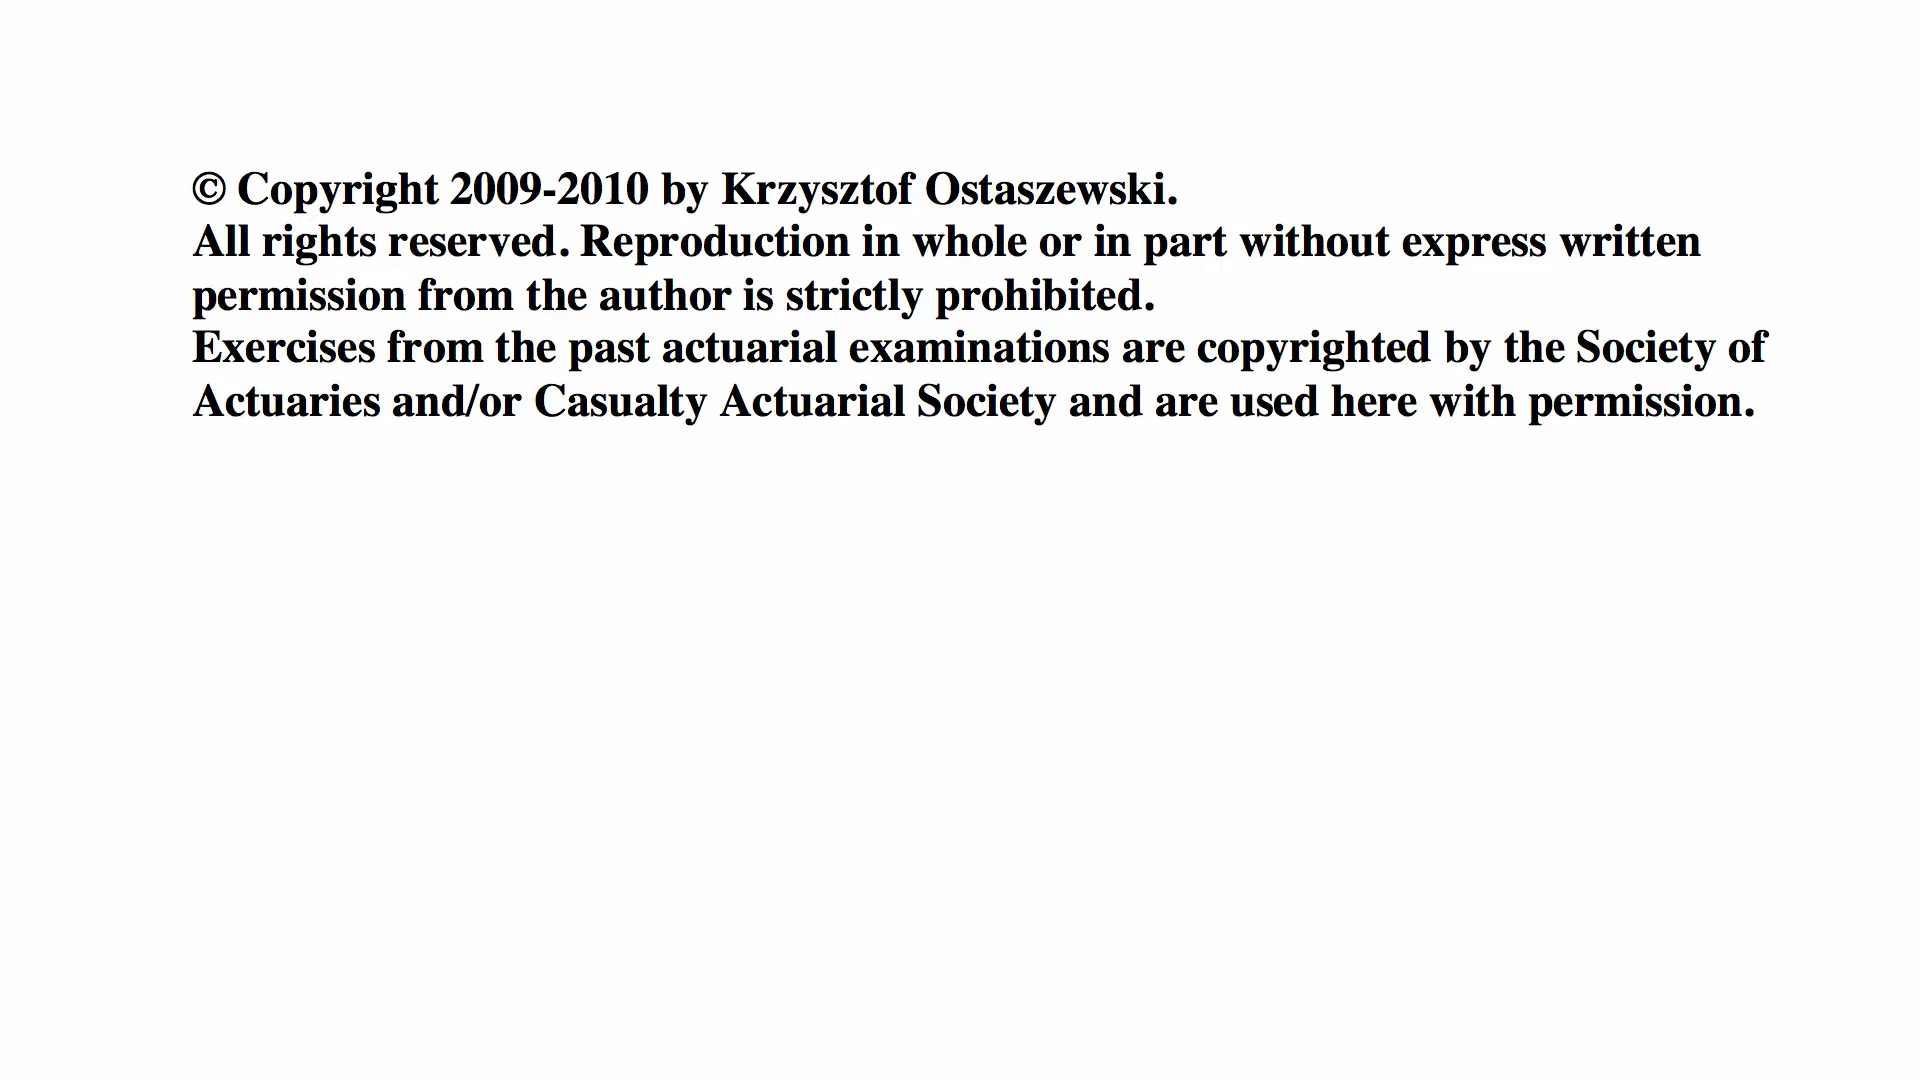 © Copyright 2009-2010 by Krzysztof Ostaszewski.
All rights reserved. Reproduction in whole or in part without express written
permission from the author is strictly prohibited.
Exercises from the past actuarial examinations are copyrighted by the Society of
Actuaries and/or Casualty Actuarial Society and are used here with permission.